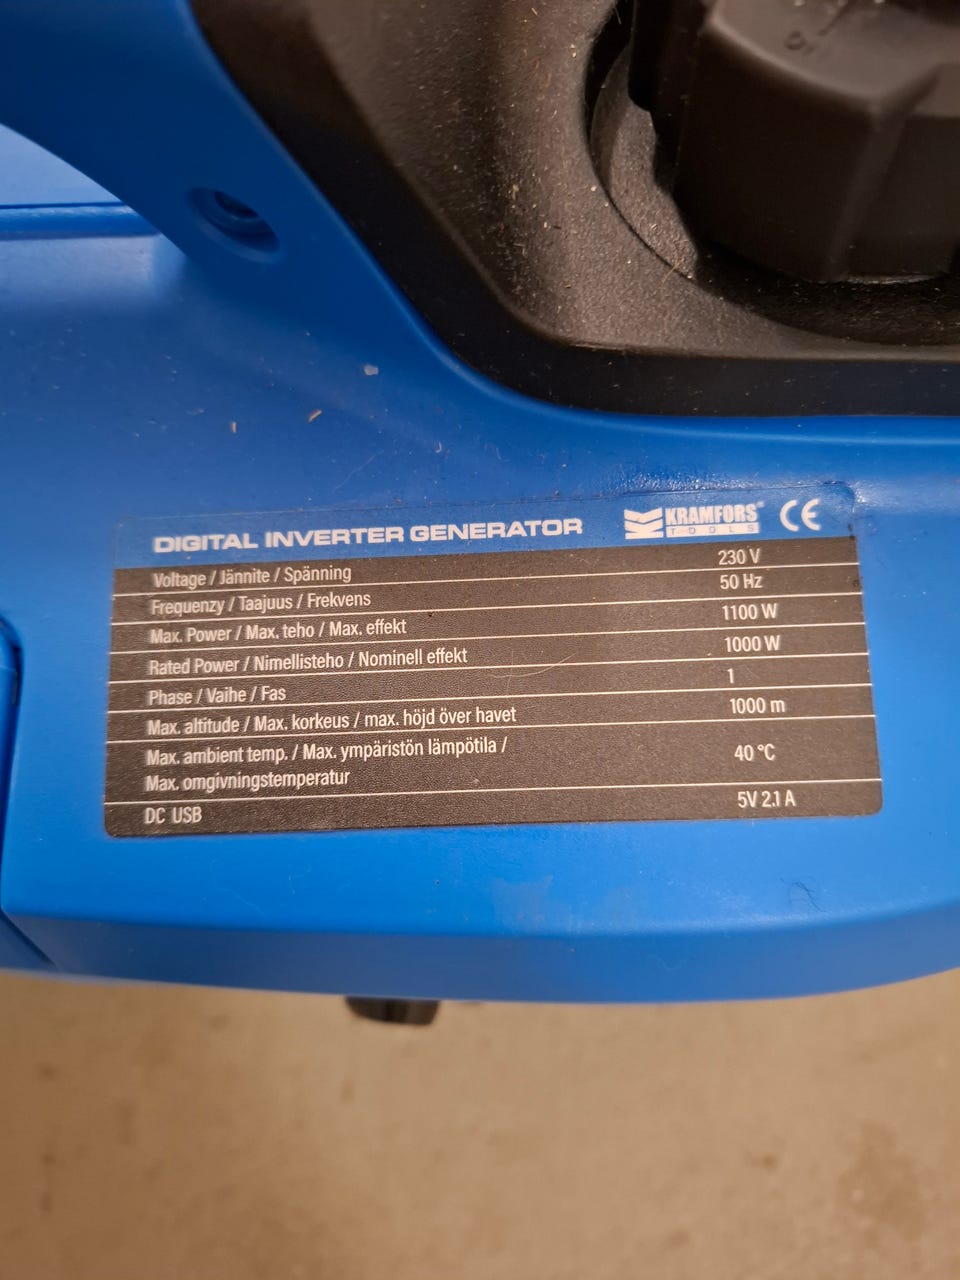 DIGITAL INVERTER GENERATOR
KRAMFORS®
TOOLS
CE
Voltage / Jännite / Spänning 230 V
Frequenzy / Taajuus / Frekvens 50 Hz
Max. Power / Max. teho / Max. effekt 1100 W
Rated Power / Nimellisteho / Nominell effekt 1000 W
Phase / Vaihe / Fas 1
Max. altitude / Max. korkeus / max. höjd över havet 1000 m
Max. ambient temp. / Max. ympäristön lämpötila /
Max. omgivningstemperatur 40 °C
DC USB 5V 2.1 A